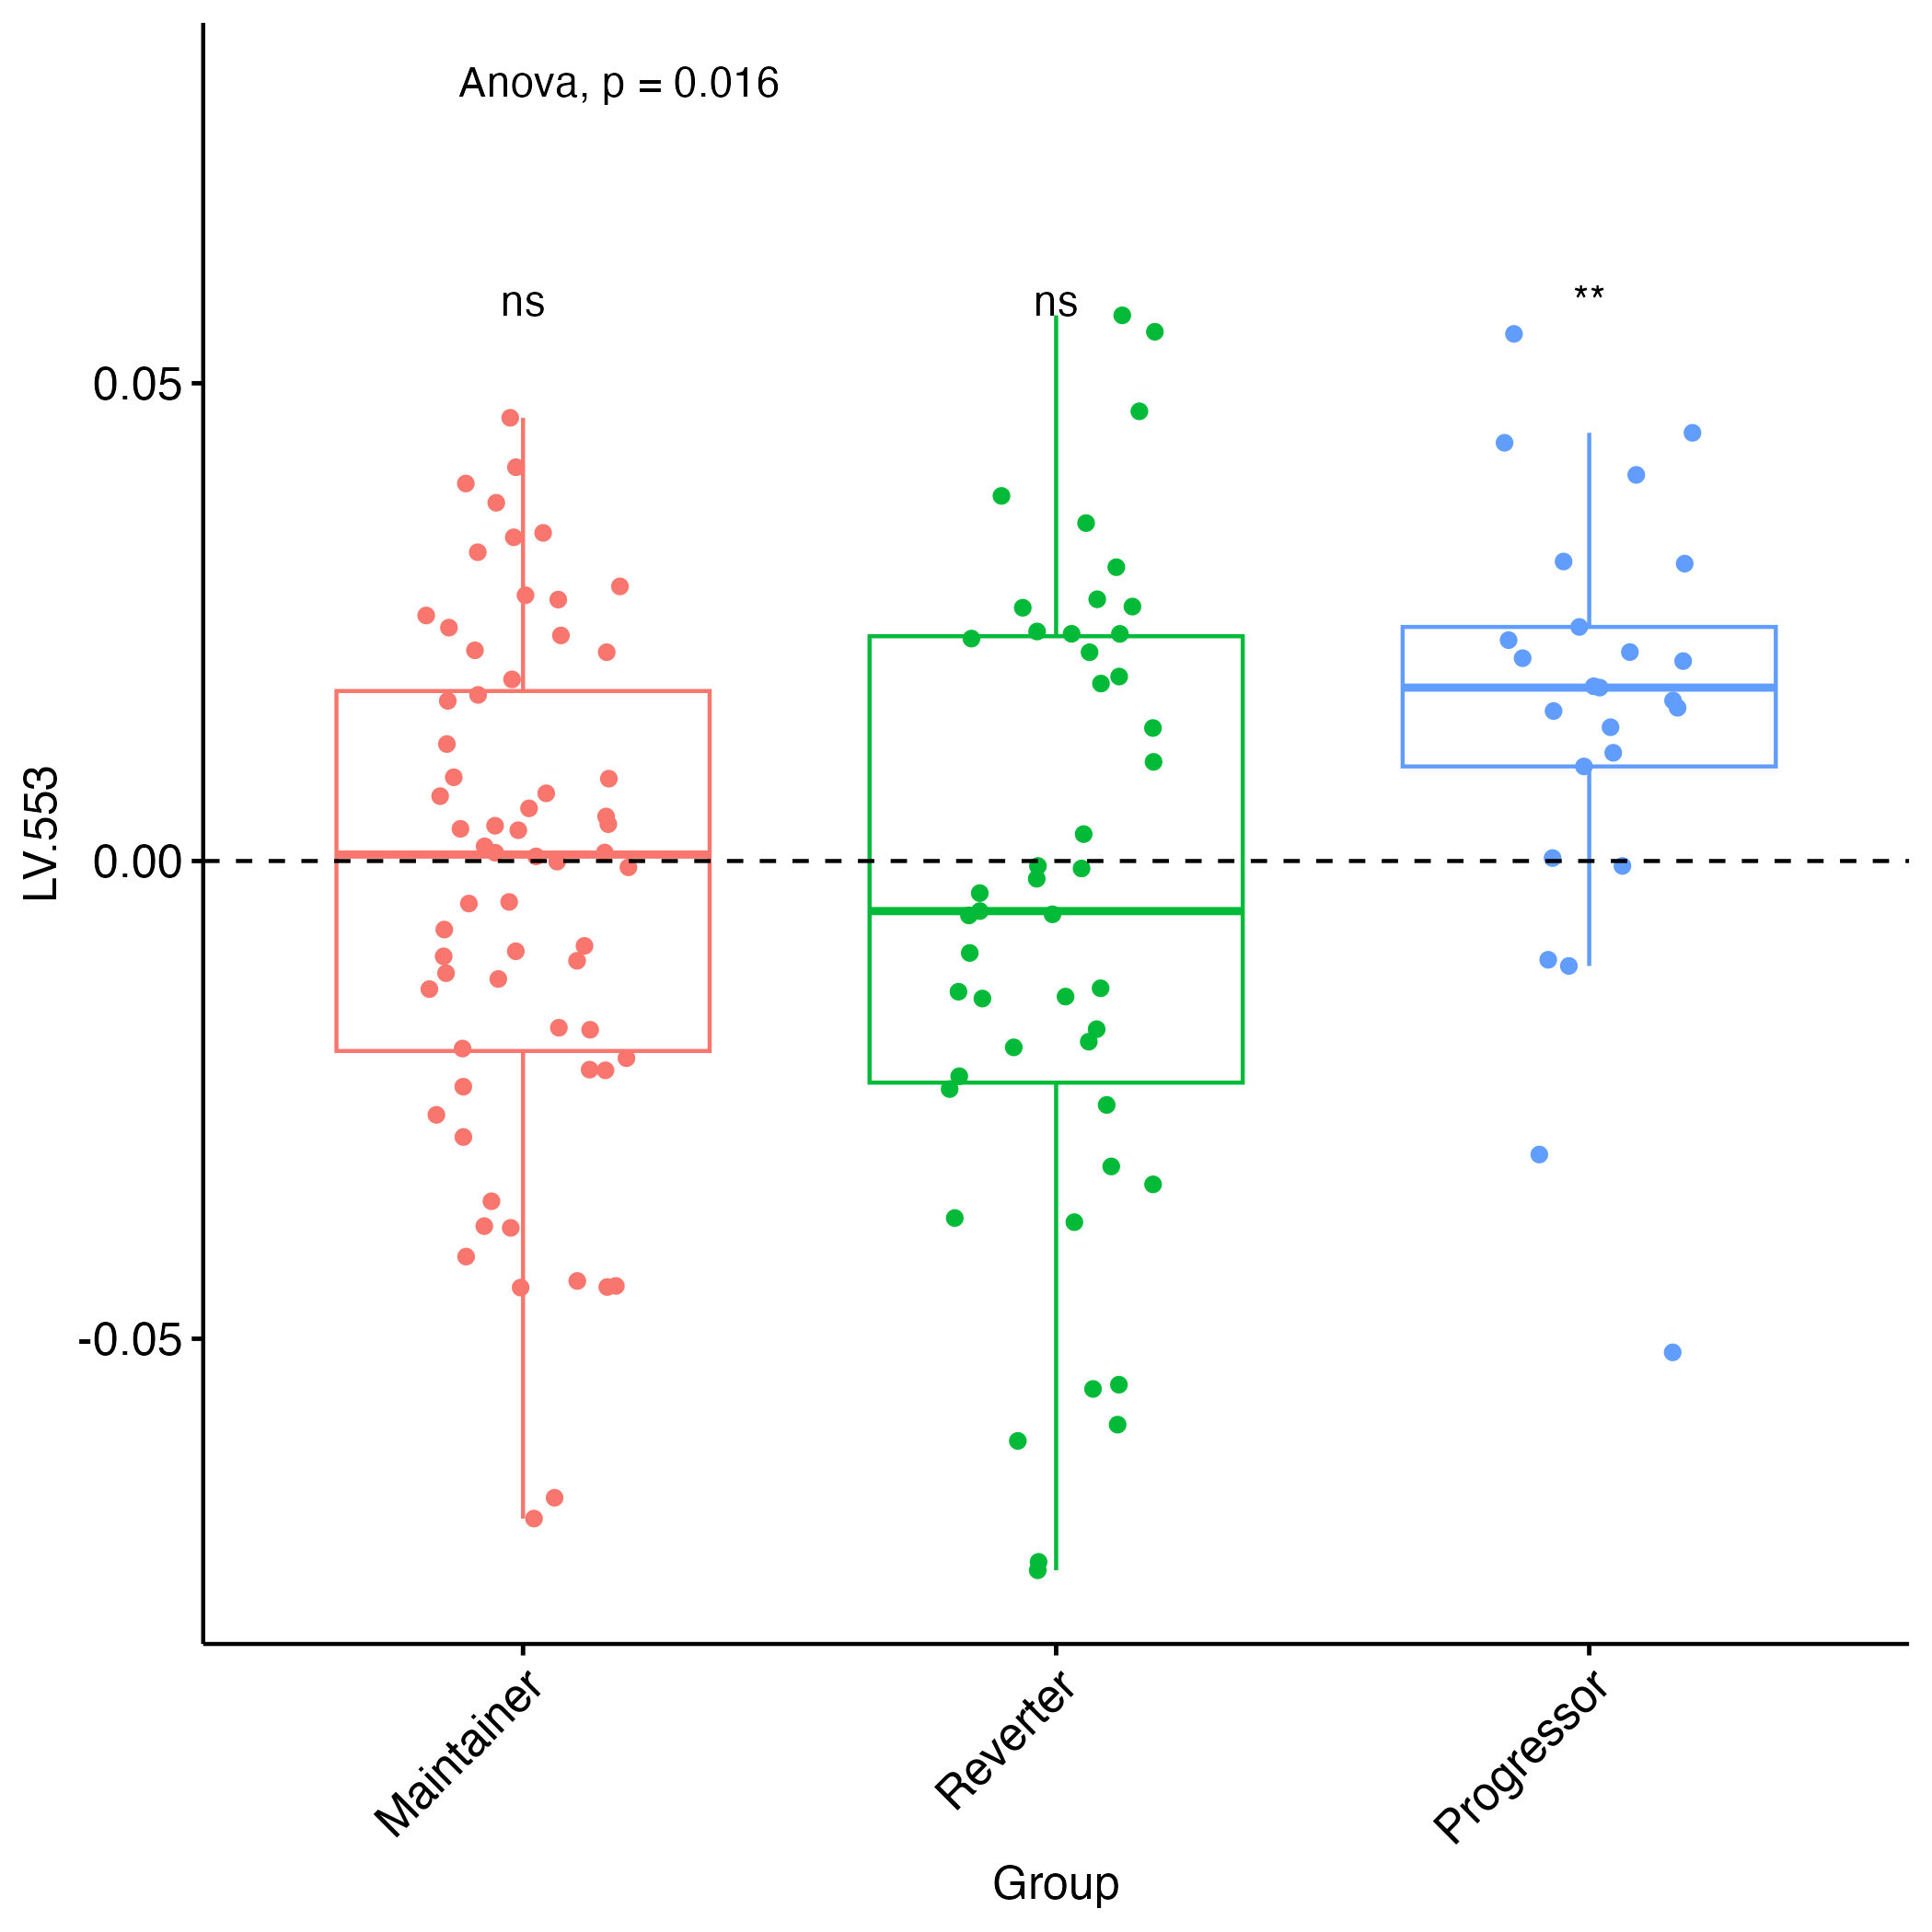 Anova, p = 0.016
ns
ns
**
0.05
0.00
-0.05
LV.553
Maintainer
Reverter
Progressor
Group